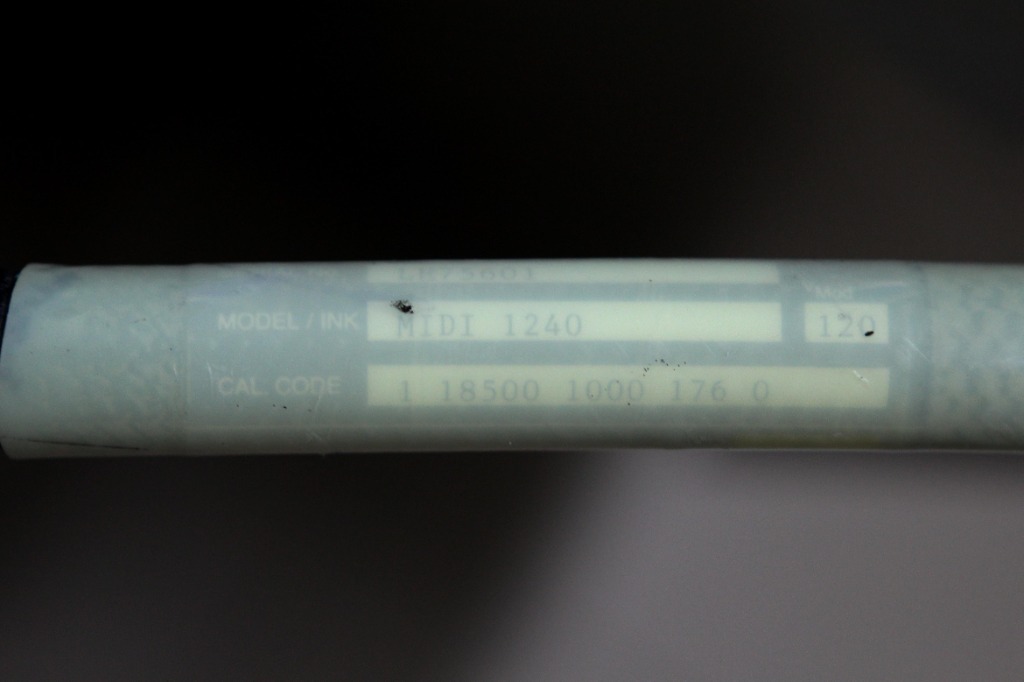 MODEL / INK MIDI 1240 120
CAL CODE 1 18500 1000 176 0